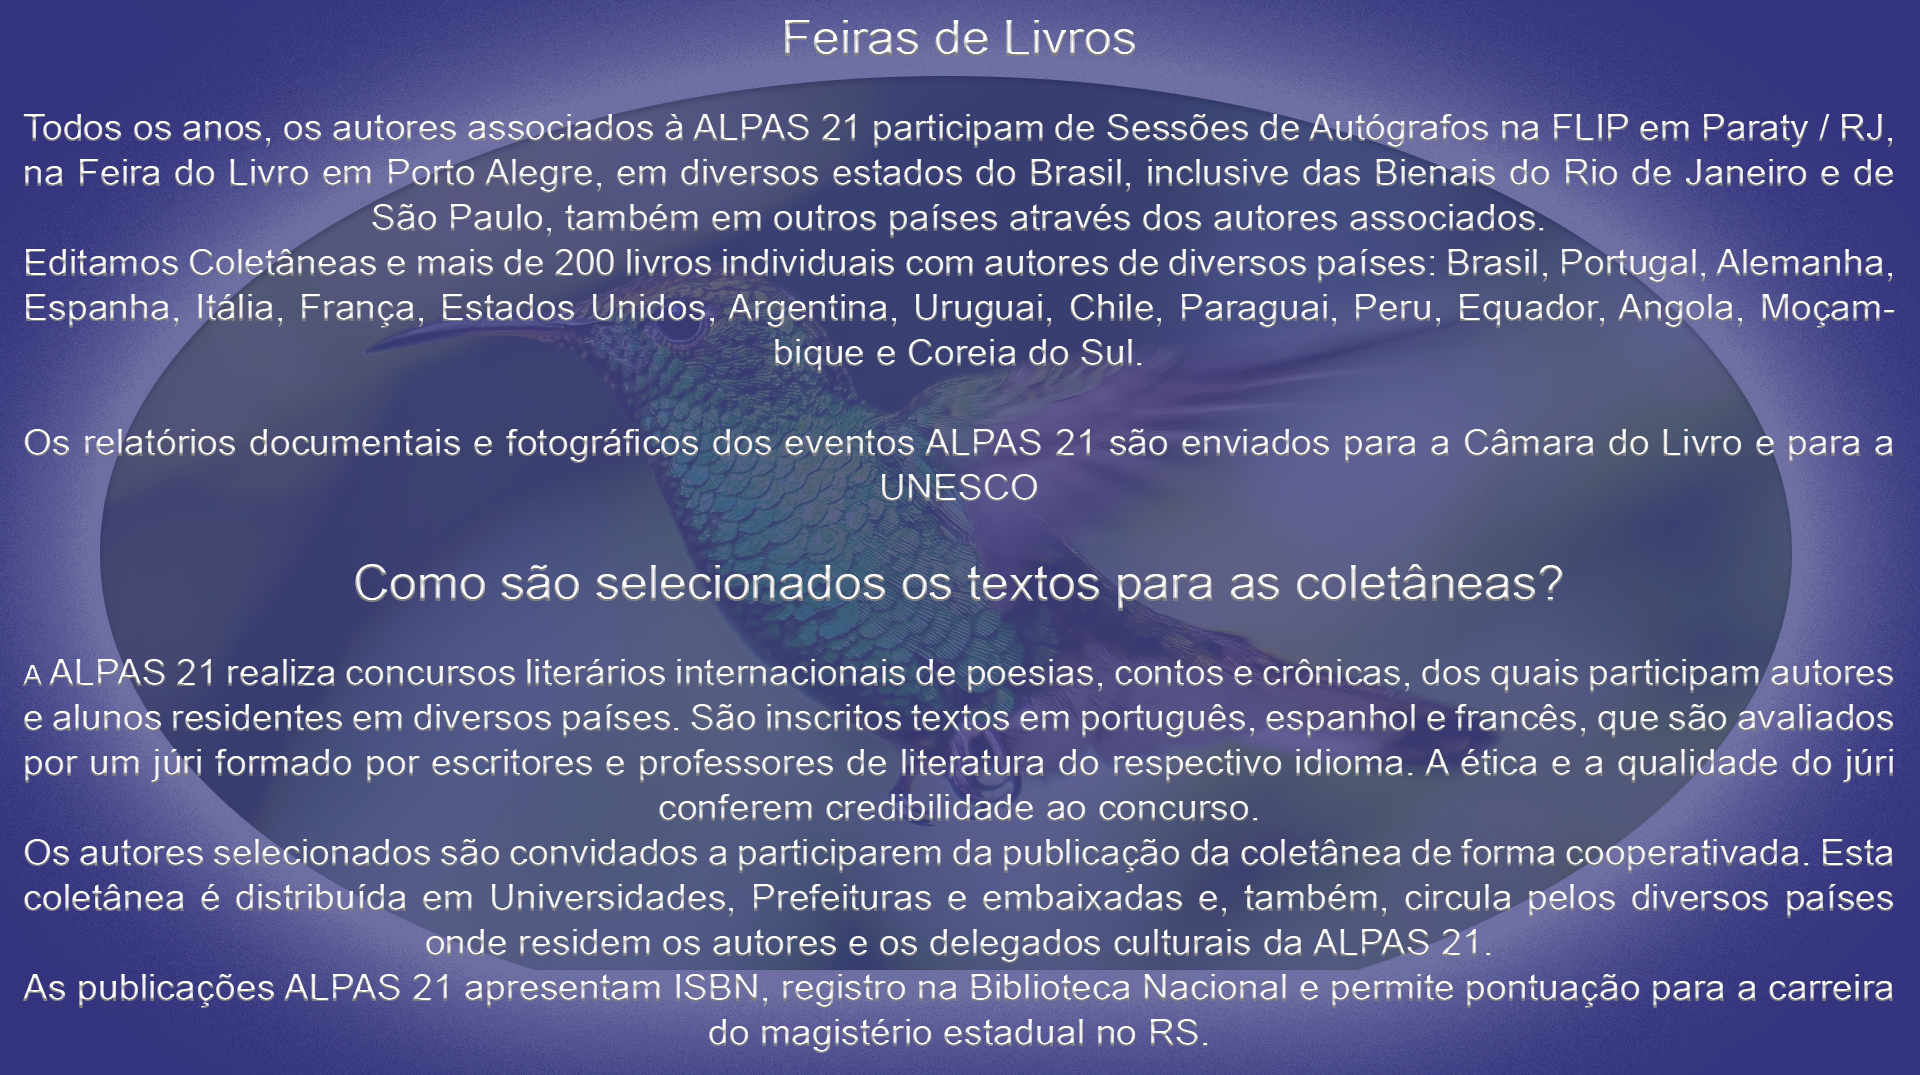 Feiras de Livros
Todos os anos, os autores associados à ALPAS 21 participam de Sessões de Autógrafos na FLIP em Paraty / RJ,
na Feira do Livro em Porto Alegre, em diversos estados do Brasil, inclusive das Bienais do Rio de Janeiro e de
São Paulo, também em outros países através dos autores associados.
Editamos Coletâneas e mais de 200 livros individuais com autores de diversos países: Brasil, Portugal, Alemanha,
Espanha, Itália, França, Estados Unidos, Argentina, Uruguai, Chile, Paraguai, Peru, Equador, Angola, Moçam-
bique e Coreia do Sul.
Os relatórios documentais e fotográficos dos eventos ALPAS 21 são enviados para a Câmara do Livro e para a
UNESCO
Como são selecionados os textos para as coletâneas?
A ALPAS 21 realiza concursos literários internacionais de poesias, contos e crônicas, dos quais participam autores
e alunos residentes em diversos países. São inscritos textos em português, espanhol e francês, que são avaliados
por um júri formado por escritores e professores de literatura do respectivo idioma. A ética e a qualidade do júri
conferem credibilidade ao concurso.
Os autores selecionados são convidados a participarem da publicação da coletânea de forma cooperativada. Esta
coletânea é distribuída em Universidades, Prefeituras e embaixadas e, também, circula pelos diversos países
onde residem os autores e os delegados culturais da ALPAS 21.
As publicações ALPAS 21 apresentam ISBN, registro na Biblioteca Nacional e permite pontuação para a carreira
do magistério estadual no RS.